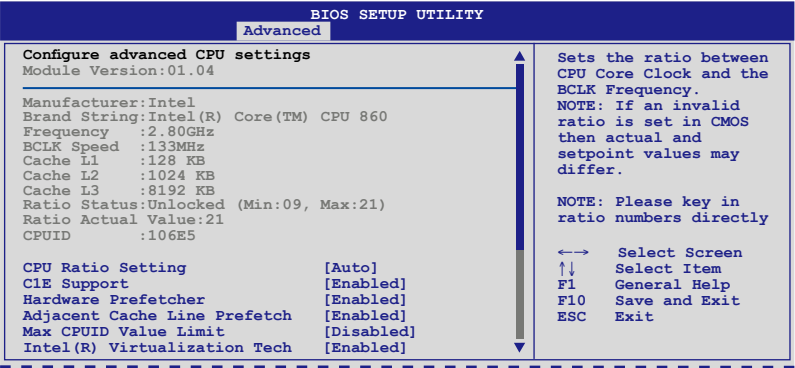 BIOS SETUP UTILITY
Advanced
Configure advanced CPU settings
Module Version:01.04
Manufacturer:Intel
Brand String:Intel(R) Core(TM) CPU 860
Frequency :2.80GHz
BCLK Speed :133MHz
Cache L1 :128 KB
Cache L2 :1024 KB
Cache L3 :8192 KB
Ratio Status:Unlocked (Min:09, Max:21)
Ratio Actual Value:21
CPUID :106E5
CPU Ratio Setting [Auto]
C1E Support [Enabled]
Hardware Prefetcher [Enabled]
Adjacent Cache Line Prefetch [Enabled]
Max CPUID Value Limit [Disabled]
Intel(R) Virtualization Tech [Enabled]
Sets the ratio between
CPU Core Clock and the
BCLK Frequency.
NOTE: If an invalid
ratio is set in CMOS
then actual and
setpoint values may
differ.
NOTE: Please key in
ratio numbers directly
←→ Select Screen
↑↓ Select Item
F1 General Help
F10 Save and Exit
ESC Exit